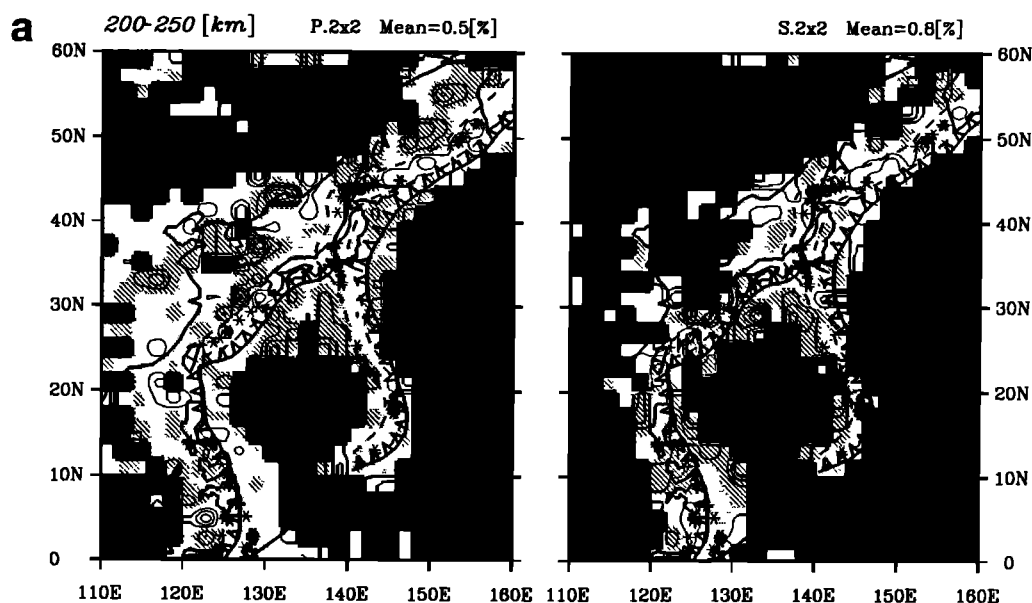 a 200-250 [km] P.2x2 Mean=0.5[%] S.2x2 Mean=0.8[%]
60N 60N
50N 50N
40N 40N
30N 30N
20N 20N
10N 10N
0 0
110E 120E 130E 140E 150E 160E 110E 120E 130E 140E 150E 160E